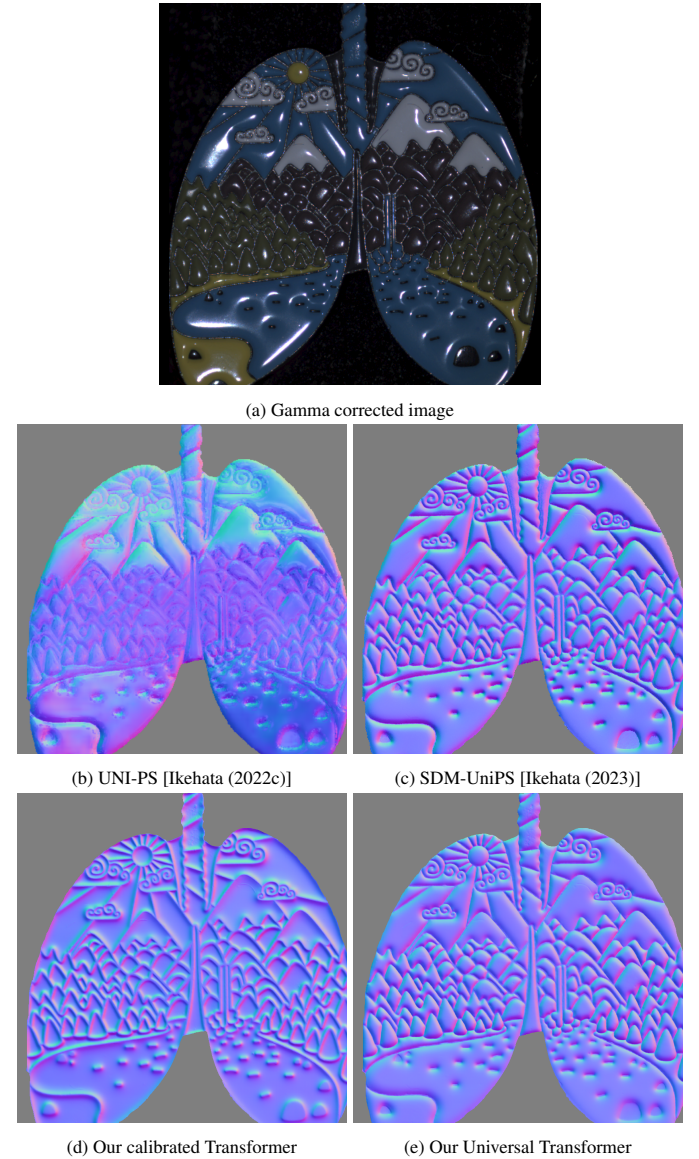 (a) Gamma corrected image
(b) UNI-PS [Ikehata (2022c)]
(c) SDM-UniPS [Ikehata (2023)]
(d) Our calibrated Transformer
(e) Our Universal Transformer